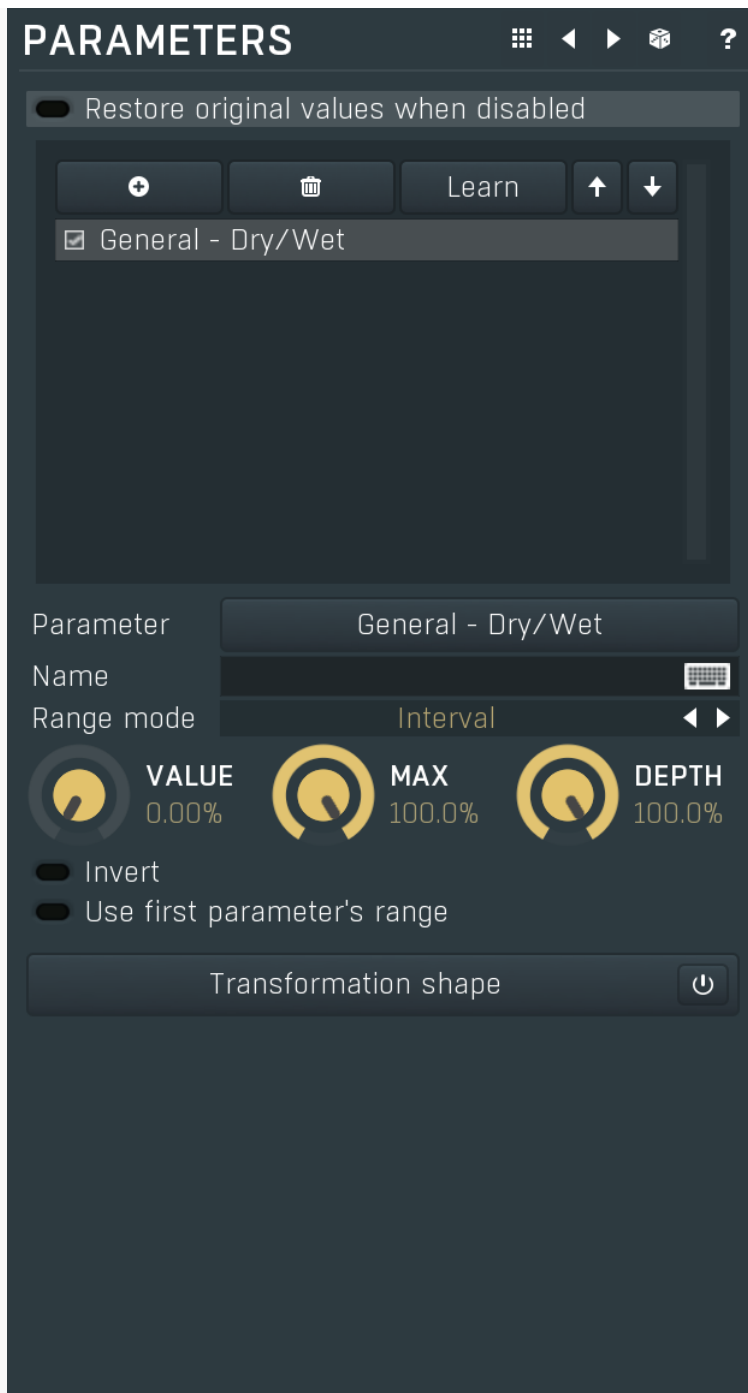 PARAMETERS ?
Restore original values when disabled
Learn
General - Dry/Wet
Parameter General - Dry/Wet
Name
Range mode Interval
VALUE MAX DEPTH
0.00% 100.0% 100.0%
Invert
Use first parameter's range
Transformation shape